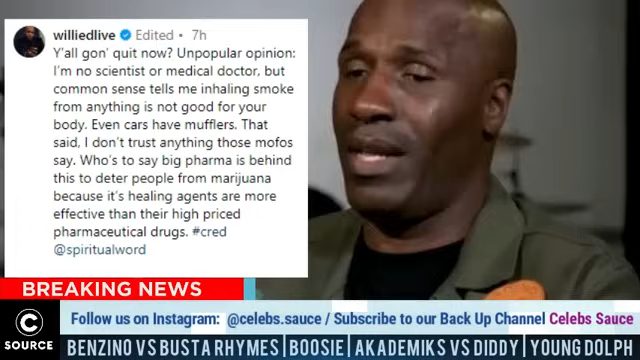 williedlive Edited • 7h
Y'all gon' quit now? Unpopular opinion:
I'm no scientist or medical doctor, but
common sense tells me inhaling smoke
from anything is not good for your
body. Even cars have mufflers. That
said, I don't trust anything those mofos
say. Who's to say big pharma is behind
this to deter people from marijuana
because it's healing agents are more
effective than their high priced
pharmaceutical drugs. #cred
@spiritualword
BREAKING NEWS
C
SOURCE
Follow us on Instagram: @celebs.sauce / Subscribe to our Back Up Channel Celebs Sauce
BENZINO VS BUSTA RHYMES | BOOSIE | AKADEMIKS VS DIDDY | YOUNG DOLPH